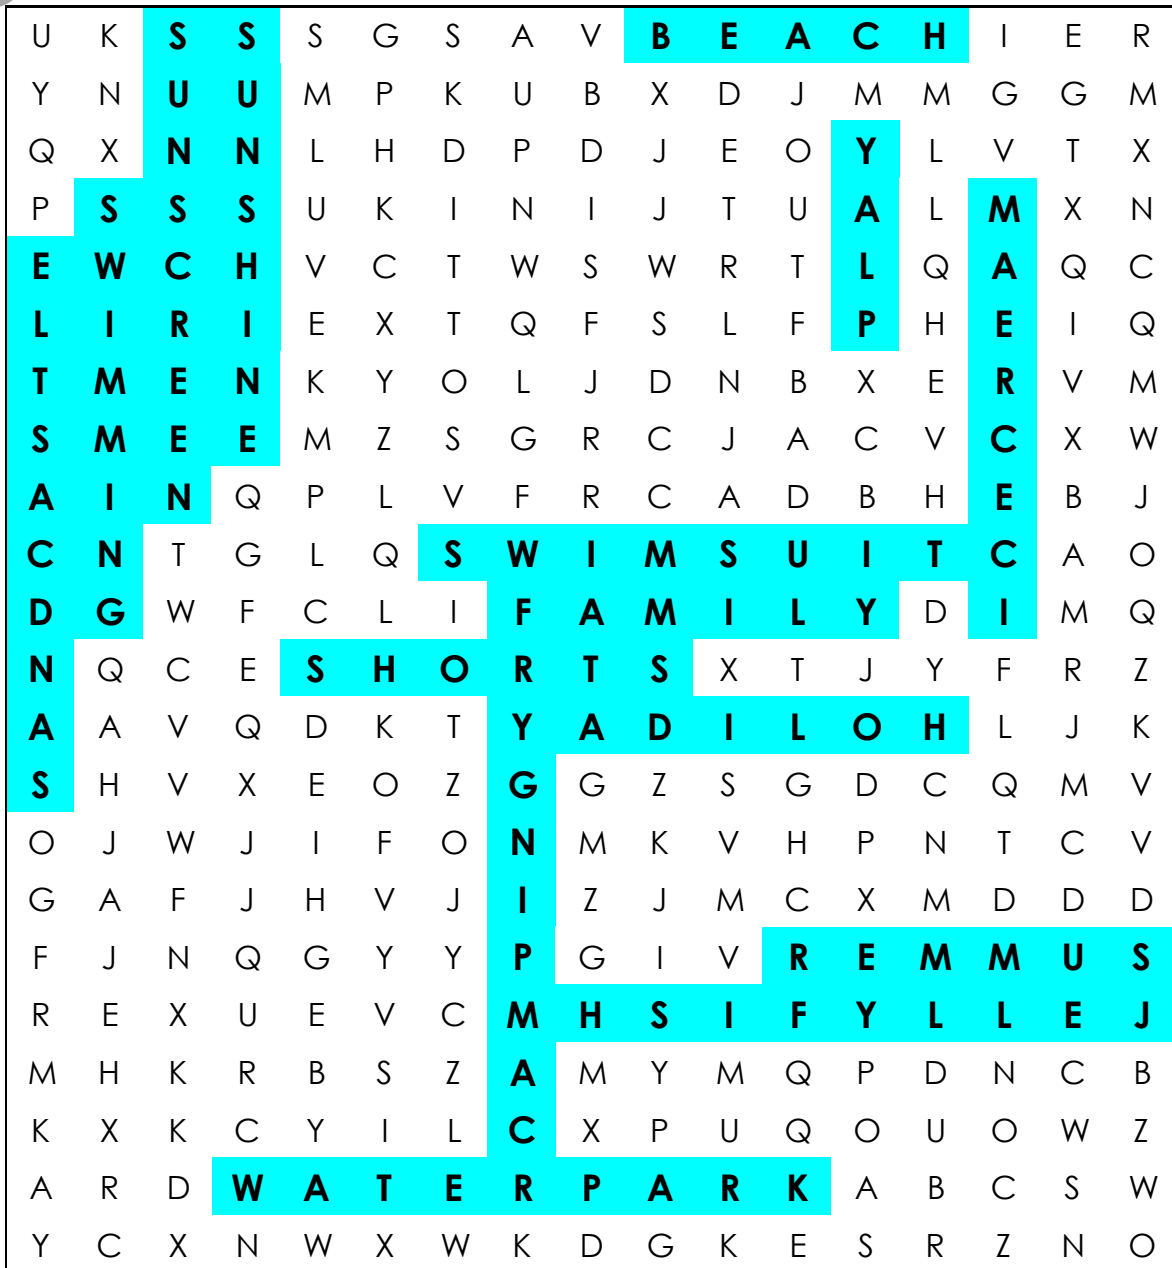 U K S S S G S A V B E A C H I E R
Y N U U M P K U B X D J M M G G M
Q X N N L H D P D J E O Y L V T X
P S S S U K I N I J T U A L M X N
E W C H V C T W S W R T L Q A Q C
L I R I E X T Q F S L F P H E I Q
T M E N K Y O L J D N B X E R V M
S M E E M Z S G R C J A C V C X W
A I N Q P L V F R C A D B H E B J
C N T G L Q S W I M S U I T C A O
D G W F C L I F A M I L Y D I M Q
N Q C E S H O R T S X T J Y F R Z
A A V Q D K T Y A D I L O H L J K
S H V X E O Z G G Z S G D C Q M V
O J W J I F O N M K V H P N T C V
G A F J H V J I Z J M C X M D D D
F J N Q G Y Y P G I V R E M M U S
R E X U E V C M H S I F Y L L E J
M H K R B S Z A M Y M Q P D N C B
K X K C Y I L C X P U Q O U O W Z
A R D W A T E R P A R K A B C S W
Y C X N W X W K D G K E S R Z N O